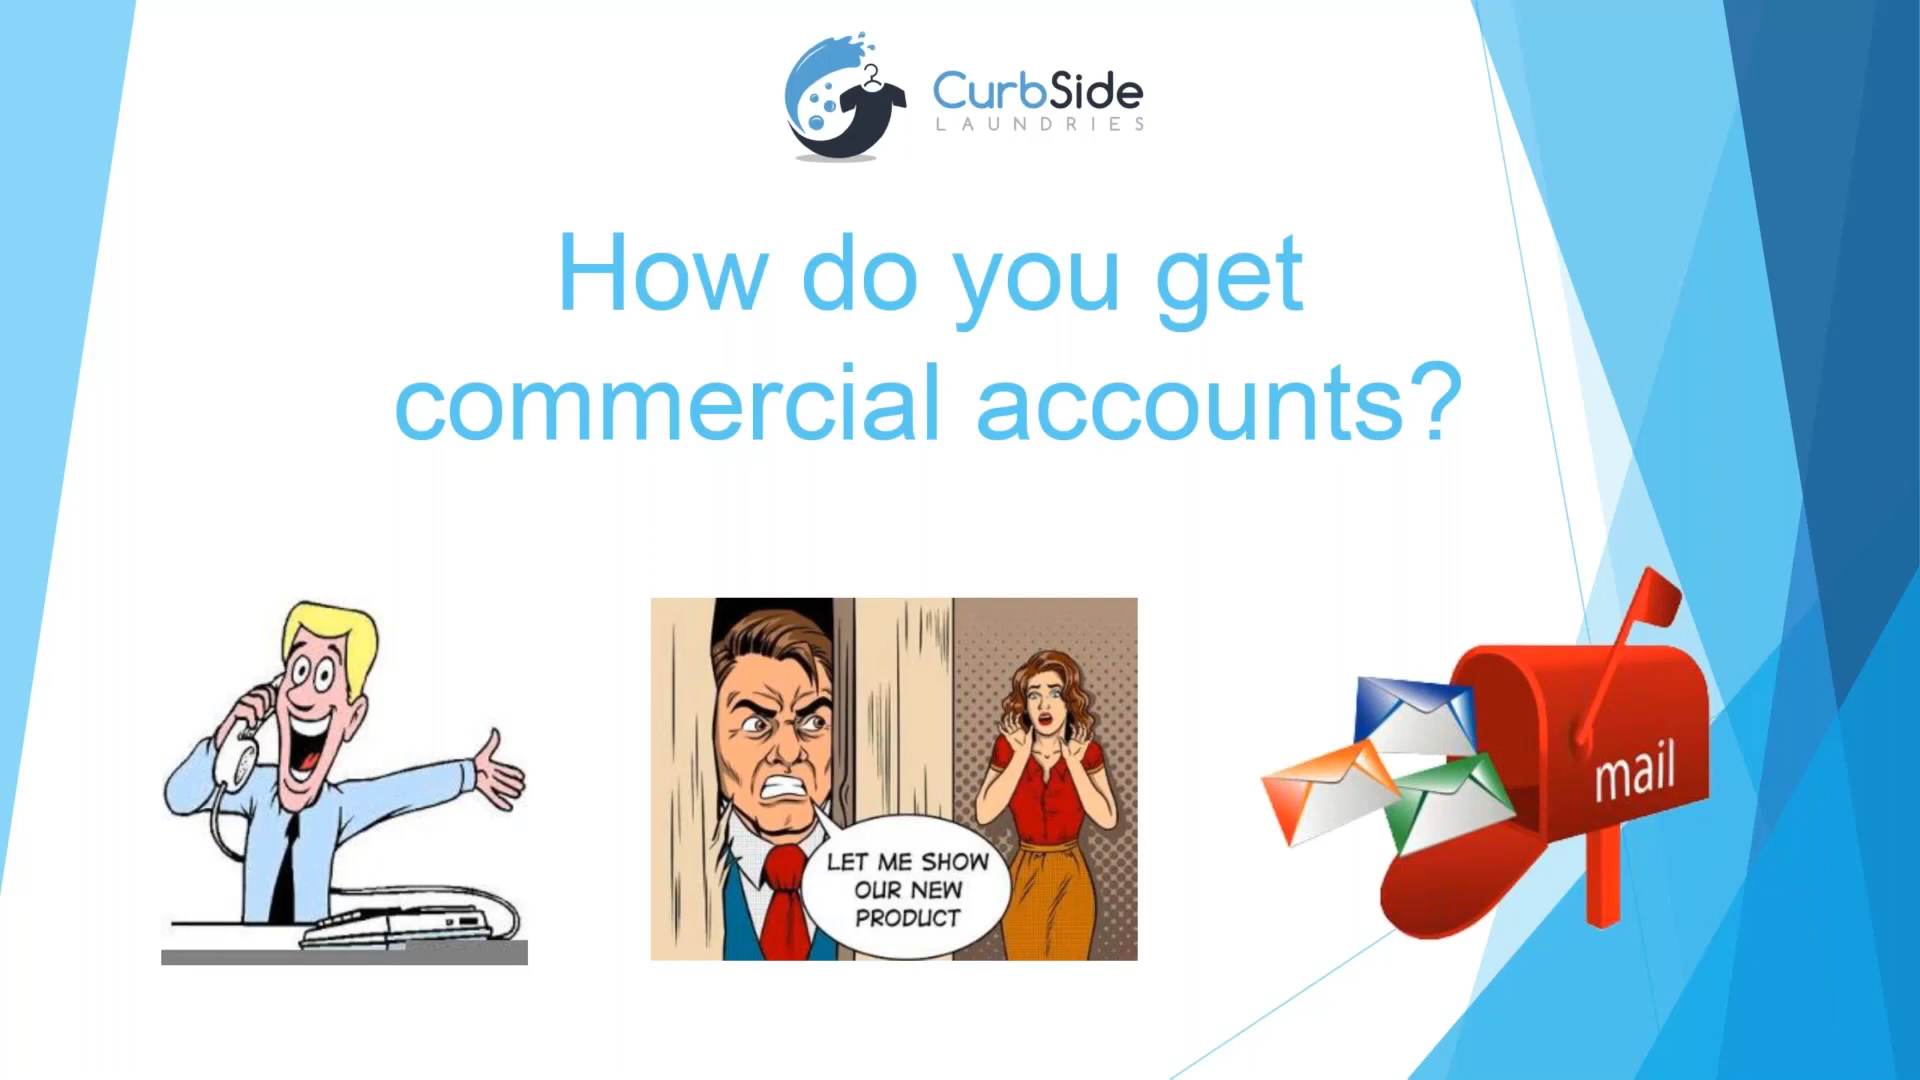 CurbSide
LAUNDRIES
How do you get
commercial accounts?
LET ME SHOW
OUR NEW
PRODUCT
mail